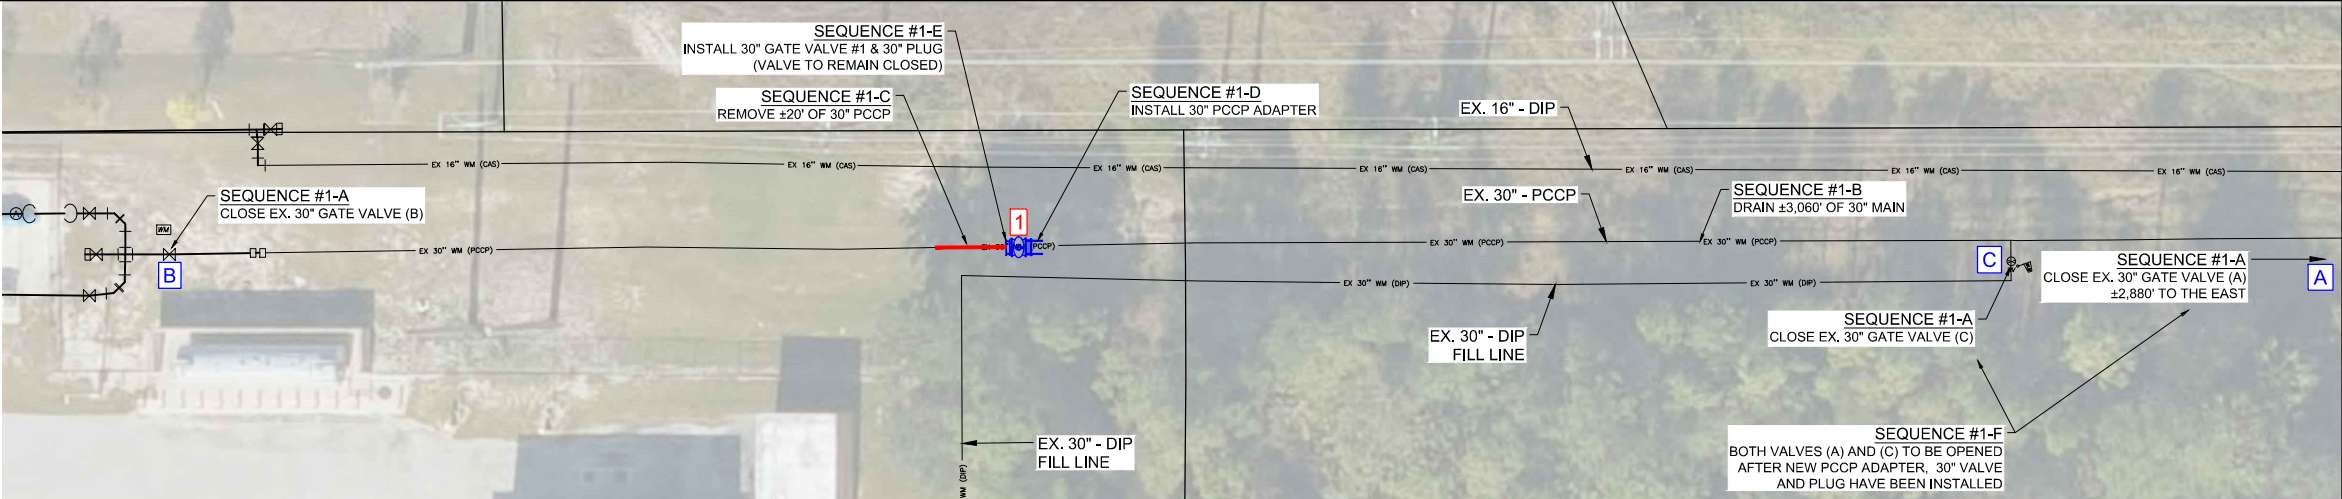 SEQUENCE #1-E
INSTALL 30" GATE VALVE #1 & 30" PLUG
(VALVE TO REMAIN CLOSED)
SEQUENCE #1-C
REMOVE ±20' OF 30" PCCP
SEQUENCE #1-D
INSTALL 30" PCCP ADAPTER
EX. 16" - DIP
EX 16" WM (CAS)
EX 16" WM (CAS)
EX 16" WM (CAS)
EX 16" WM (CAS)
EX 16" WM (CAS)
EX 16" WM (CAS)
EX 16" WM (CAS)
SEQUENCE #1-A
CLOSE EX. 30" GATE VALVE (B)
EX. 30" - PCCP
SEQUENCE #1-B
DRAIN ±3,060' OF 30" MAIN
1
WM
B
EX 30" WM (PCCP)
EX 30" WM (PCCP)
EX 30" WM (PCCP)
EX 30" WM (PCCP)
C
SEQUENCE #1-A
CLOSE EX. 30" GATE VALVE (A)
±2,880' TO THE EAST
A
EX 30" WM (DIP)
EX 30" WM (DIP)
SEQUENCE #1-A
CLOSE EX. 30" GATE VALVE (C)
EX. 30" - DIP
FILL LINE
EX. 30" - DIP
FILL LINE
WM (DIP)
SEQUENCE #1-F
BOTH VALVES (A) AND (C) TO BE OPENED
AFTER NEW PCCP ADAPTER, 30" VALVE
AND PLUG HAVE BEEN INSTALLED